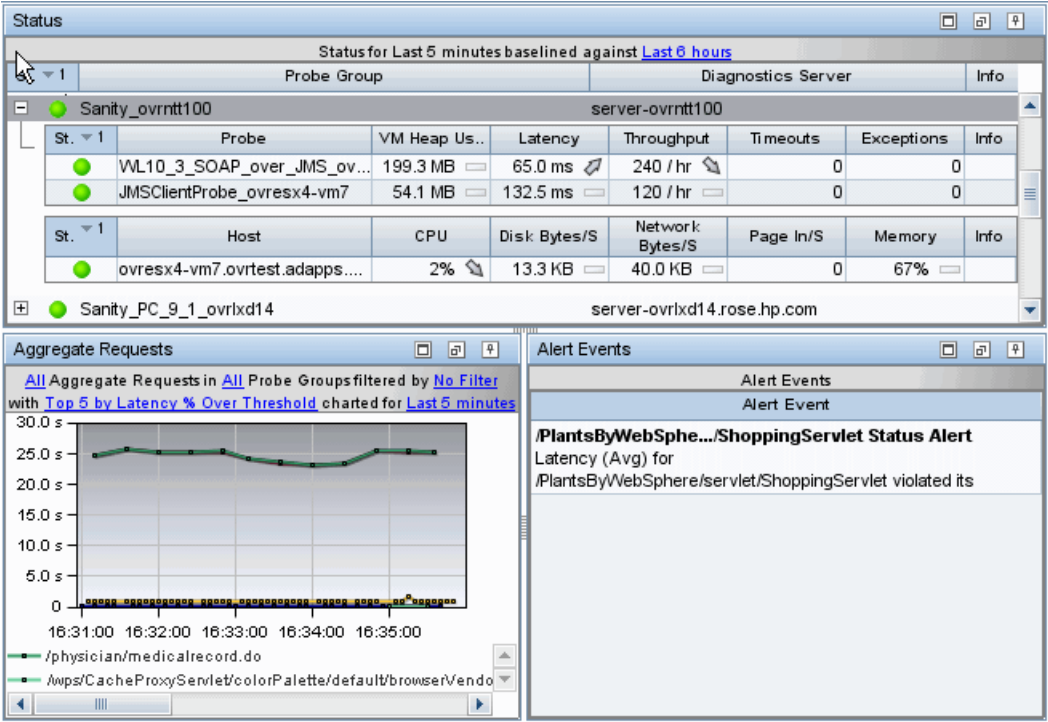 Status
Status for Last 5 minutes baselined against Last 6 hours
1 Probe Group Diagnostics Server Info
Sanity_ovrntt100 server-ovrntt100
St. 1 Probe VM Heap Us.. Latency Throughput Timeouts Exceptions Info
WL10_3_SOAP_over_JMS_ov... 199.3 MB 65.0 ms 240 / hr 0 0
JMSClientProbe_ovresx4-vm7 54.1 MB 132.5 ms 120 / hr 0 0
St. 1 Host CPU Disk Bytes/S Network Bytes/S Page In/S Memory Info
ovresx4-vm7.ovrtest.adapps.... 2% 13.3 KB 40.0 KB 0 67%
Sanity_PC_9_1_ovrlxd14 server-ovrlxd14.rose.hp.com
Aggregate Requests
All Aggregate Requests in All Probe Groups filtered by No Filter
with Top 5 by Latency % Over Threshold charted for Last 5 minutes
30.0 s
25.0 s
20.0 s
15.0 s
10.0 s
5.0 s
0
16:31:00 16:32:00 16:33:00 16:34:00 16:35:00
/physician/medicalrecord.do
/wps/CacheProxyServlet/colorPalette/default/browserVendo
Alert Events
Alert Events
Alert Event
/PlantsByWebSphe.../ShoppingServlet Status Alert
Latency (Avg) for
/PlantsByWebSphere/servlet/ShoppingServlet violated its